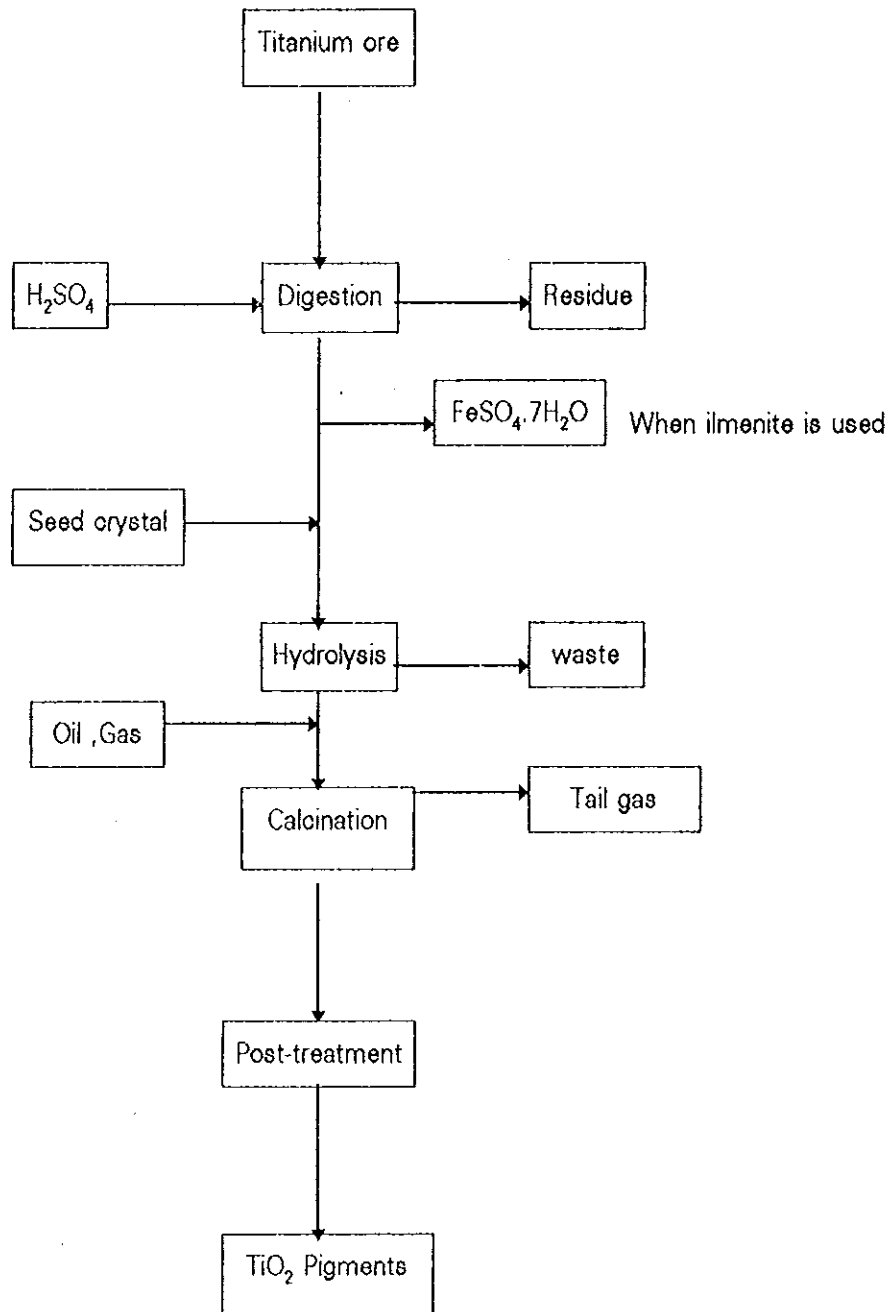 Titanium ore
H₂SO₄
Digestion
Residue
FeSO₄.7H₂O
When ilmenite is used
Seed crystal
Hydrolysis
waste
Oil ,Gas
Calcination
Tail gas
Post-treatment
TiO₂ Pigments